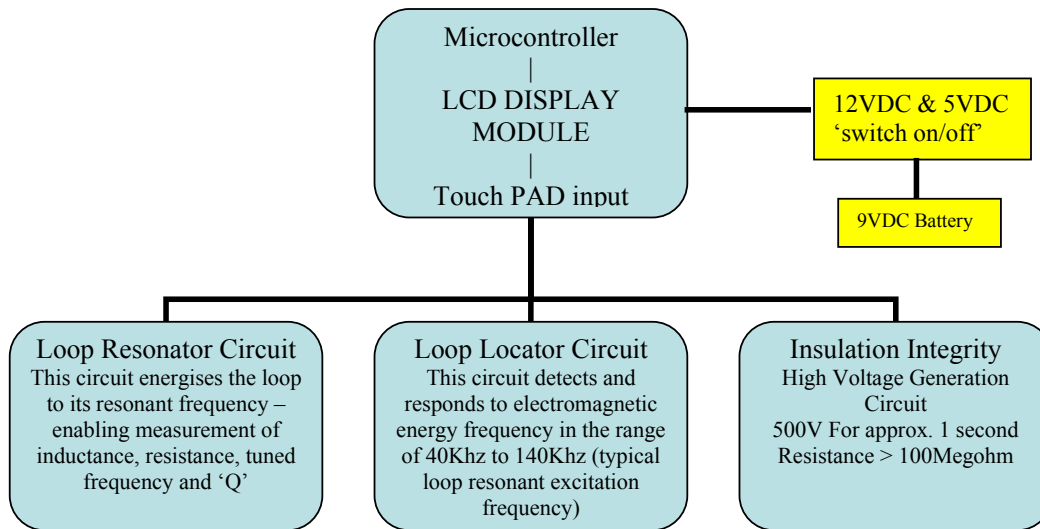 Microcontroller
|
LCD DISPLAY
MODULE
|
Touch PAD input
12VDC & 5VDC
‘switch on/off’
9VDC Battery
Loop Resonator Circuit
This circuit energises the loop
to its resonant frequency –
enabling measurement of
inductance, resistance, tuned
frequency and ‘Q’
Loop Locator Circuit
This circuit detects and
responds to electromagnetic
energy frequency in the range
of 40Khz to 140Khz (typical
loop resonant excitation
frequency)
Insulation Integrity
High Voltage Generation
Circuit
500V For approx. 1 second
Resistance > 100Megohm